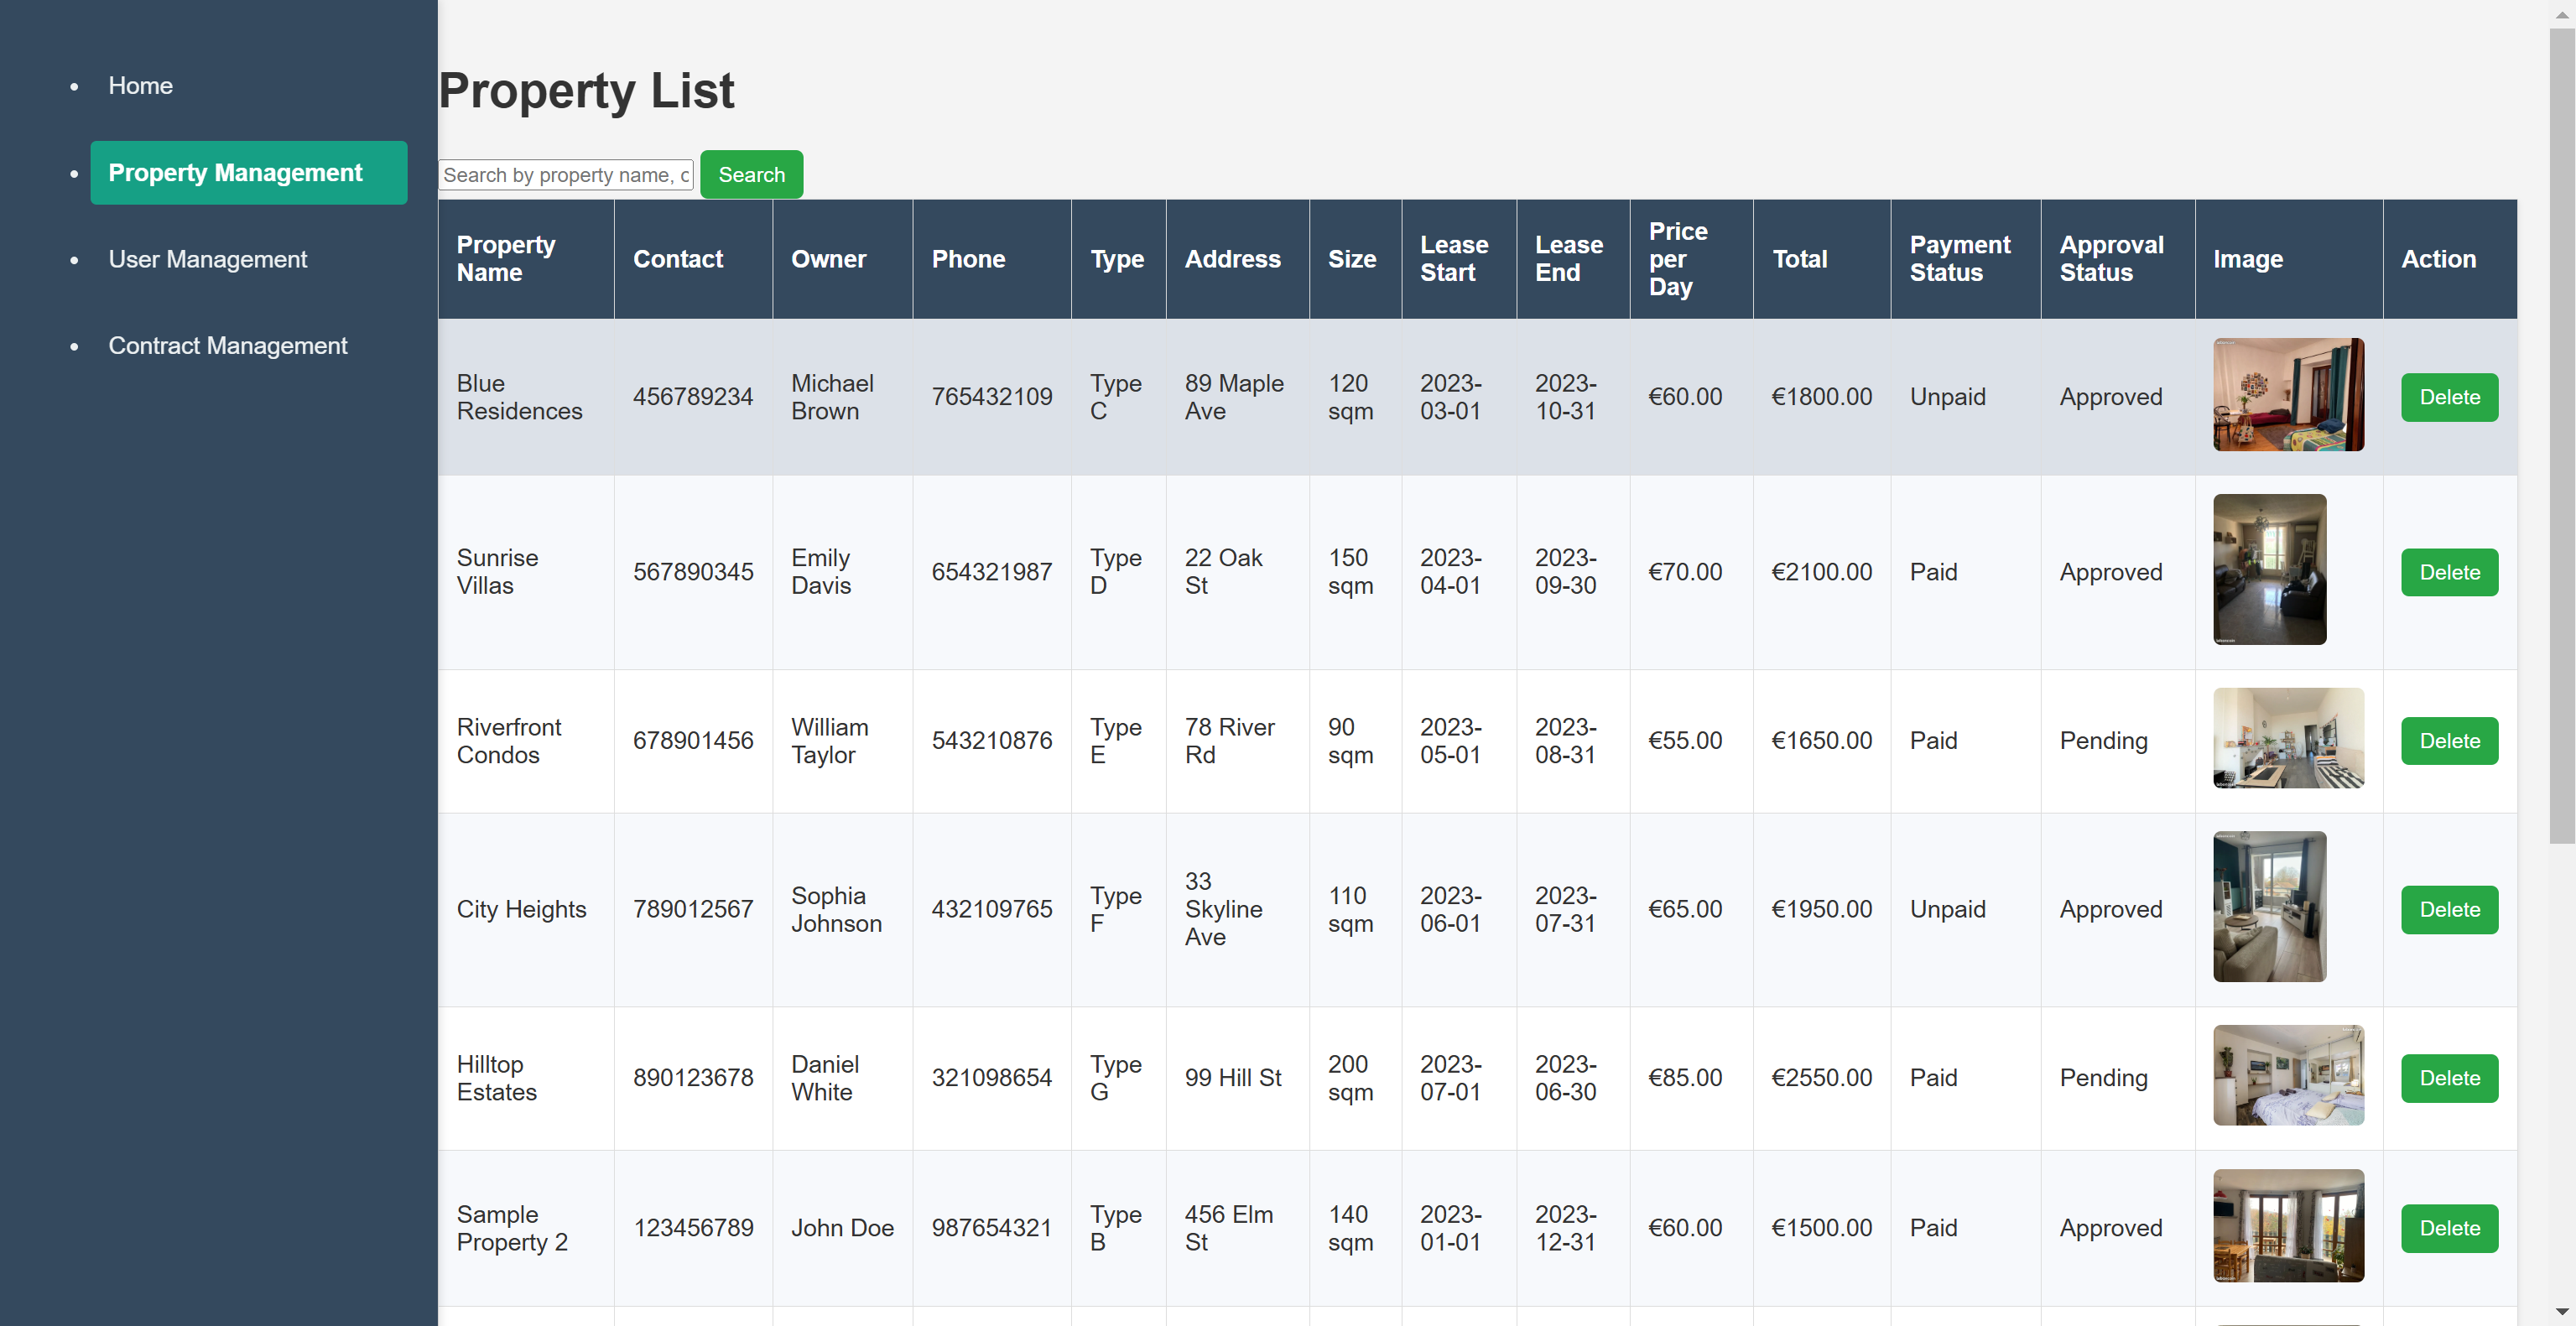 Home
Property Management
User Management
Contract Management
Property List
Search by property name, c
Search
Property Name Contact Owner Phone Type Address Size Lease Start Lease End Price per Day Total Payment Status Approval Status Image Action
Blue Residences 456789234 Michael Brown 765432109 Type C 89 Maple Ave 120 sqm 2023-03-01 2023-10-31 €60.00 €1800.00 Unpaid Approved Delete
Sunrise Villas 567890345 Emily Davis 654321987 Type D 22 Oak St 150 sqm 2023-04-01 2023-09-30 €70.00 €2100.00 Paid Approved Delete
Riverfront Condos 678901456 William Taylor 543210876 Type E 78 River Rd 90 sqm 2023-05-01 2023-08-31 €55.00 €1650.00 Paid Pending Delete
City Heights 789012567 Sophia Johnson 432109765 Type F 33 Skyline Ave 110 sqm 2023-06-01 2023-07-31 €65.00 €1950.00 Unpaid Approved Delete
Hilltop Estates 890123678 Daniel White 321098654 Type G 99 Hill St 200 sqm 2023-07-01 2023-06-30 €85.00 €2550.00 Paid Pending Delete
Sample Property 2 123456789 John Doe 987654321 Type B 456 Elm St 140 sqm 2023-01-01 2023-12-31 €60.00 €1500.00 Paid Approved Delete